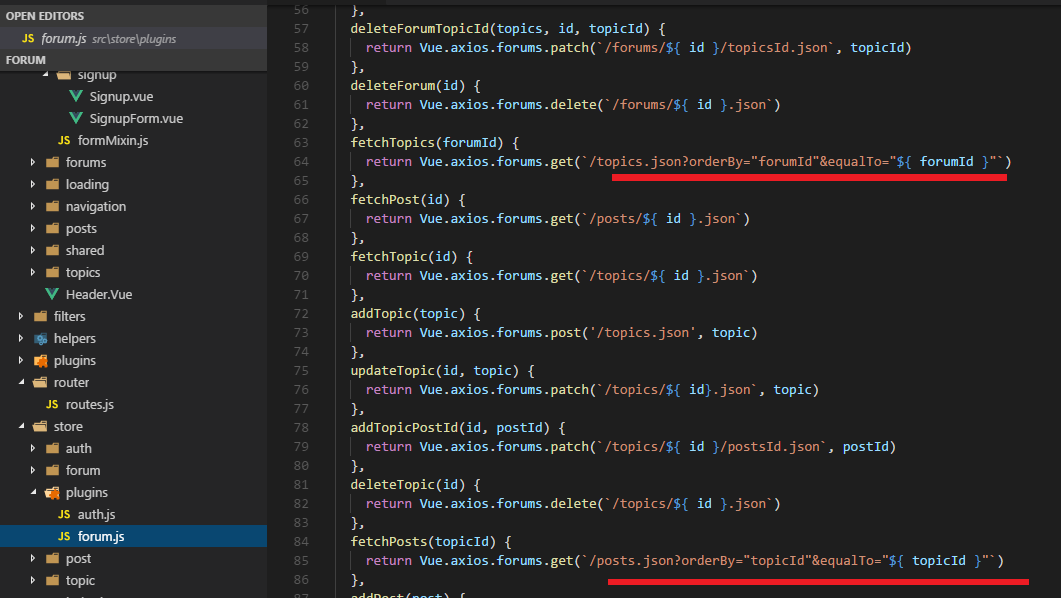 OPEN EDITORS
JS forum.js src\store\plugins
FORUM
signup
Signup.vue
SignupForm.vue
JS formMixin.js
forums
loading
navigation
posts
shared
topics
Header.Vue
filters
helpers
plugins
router
JS routes.js
store
auth
forum
plugins
JS auth.js
JS forum.js
post
topic
56 },
57 deleteForumTopicId(topics, id, topicId) {
58 return Vue.axios.forums.patch(`/forums/${ id }/topicsId.json`, topicId)
59 },
60 deleteForum(id) {
61 return Vue.axios.forums.delete(`/forums/${ id }.json`)
62 },
63 fetchTopics(forumId) {
64 return Vue.axios.forums.get(`/topics.json?orderBy="forumId"&equalTo="${ forumId }"`)
65 },
66 fetchPost(id) {
67 return Vue.axios.forums.get(`/posts/${ id }.json`)
68 },
69 fetchTopic(id) {
70 return Vue.axios.forums.get(`/topics/${ id }.json`)
71 },
72 addTopic(topic) {
73 return Vue.axios.forums.post('/topics.json', topic)
74 },
75 updateTopic(id, topic) {
76 return Vue.axios.forums.patch(`/topics/${ id}.json`, topic)
77 },
78 addTopicPostId(id, postId) {
79 return Vue.axios.forums.patch(`/topics/${ id }/postsId.json`, postId)
80 },
81 deleteTopic(id) {
82 return Vue.axios.forums.delete(`/topics/${ id }.json`)
83 },
84 fetchPosts(topicId) {
85 return Vue.axios.forums.get(`/posts.json?orderBy="topicId"&equalTo="${ topicId }"`)
86 },
87 addPost(post) {